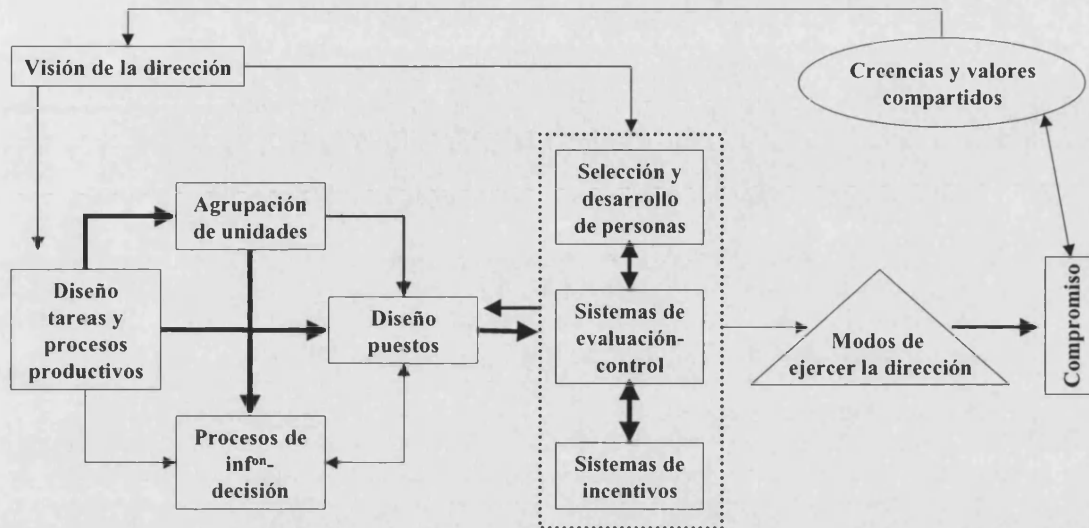 Visión de la dirección
Creencias y valores
compartidos
Selección y
desarrollo
de personas
Agrupación
de unidades
Diseño
tareas y
procesos
productivos
Diseño
puestos
Sistemas de
evaluación-
control
Modos de
ejercer la dirección
Compromiso
Procesos de
infᵒⁿ-
decisión
Sistemas de
incentivos